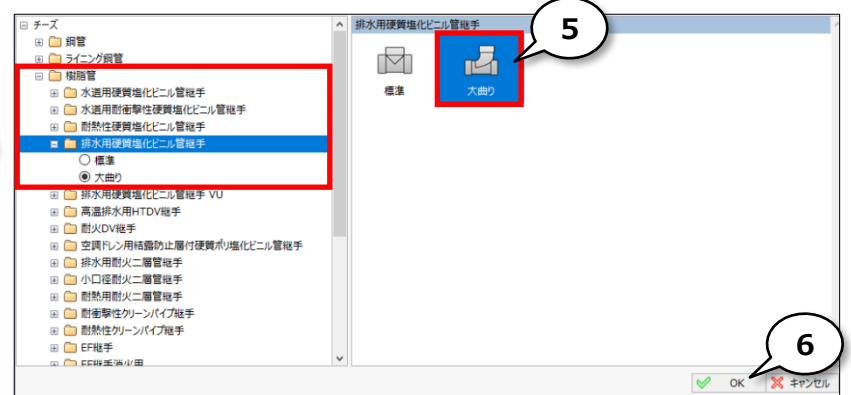 チーズ
鋼管
ライニング鋼管
樹脂管
水道用硬質塩化ビニル管継手
水道用耐衝撃性硬質塩化ビニル管継手
耐熱性硬質塩化ビニル管継手
排水用硬質塩化ビニル管継手
標準
大曲り
排水用硬質塩化ビニル管継手 VU
高温排水用HTDV継手
耐火DV継手
空調ドレン用結露防止層付硬質ポリ塩化ビニル管継手
排水用耐火二層管継手
小口径耐火二層管継手
耐熱用耐火二層管継手
耐衝撃性クリーンパイプ継手
耐熱性クリーンパイプ継手
EF継手
EF継手消火用
排水用硬質塩化ビニル管継手
標準
大曲り
5
6
OK
キャンセル